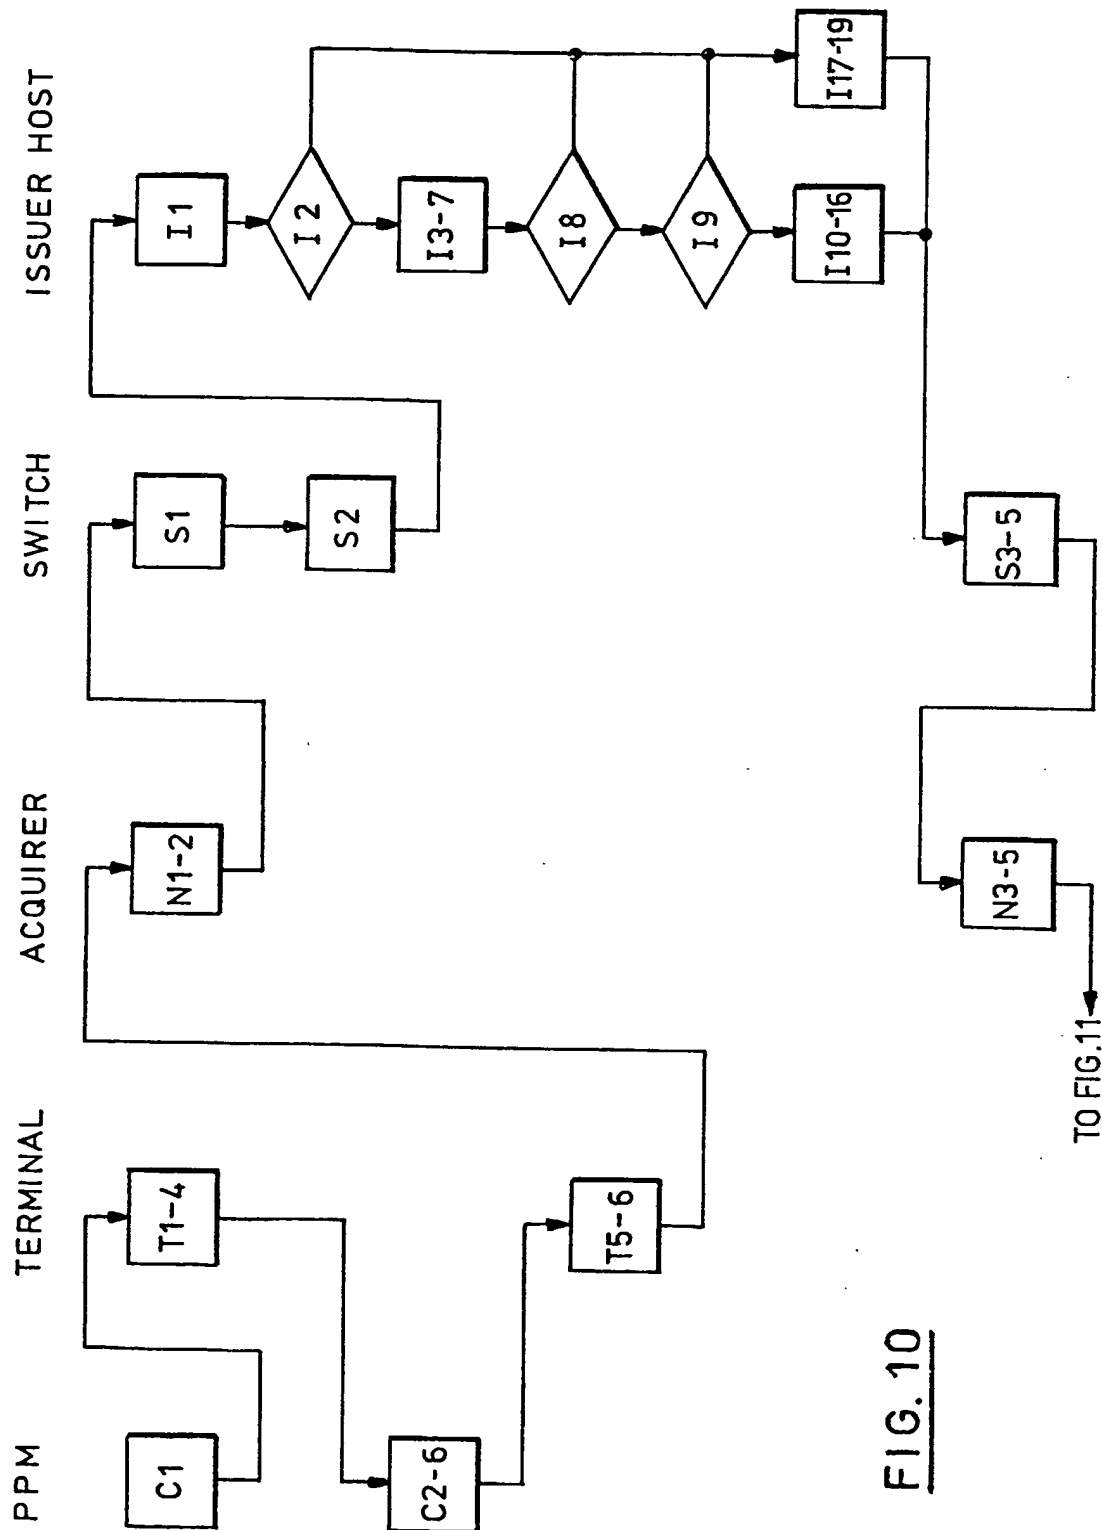 PPM
TERMINAL
ACQUIRER
SWITCH
ISSUER HOST
C1
T1-4
C2-6
T5-6
N1-2
S1
S2
I1
I2
I3-7
I8
I9
I10-16
I17-19
S3-5
N3-5
TO FIG.11
FIG. 10